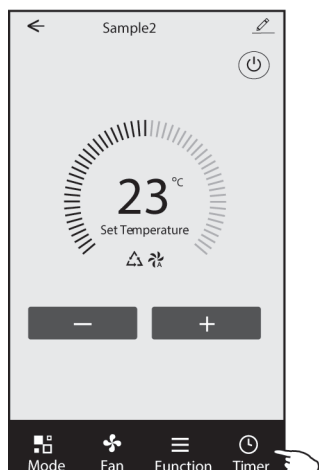 Sample2
23 °C
Set Temperature
A
Mode Fan Function Timer